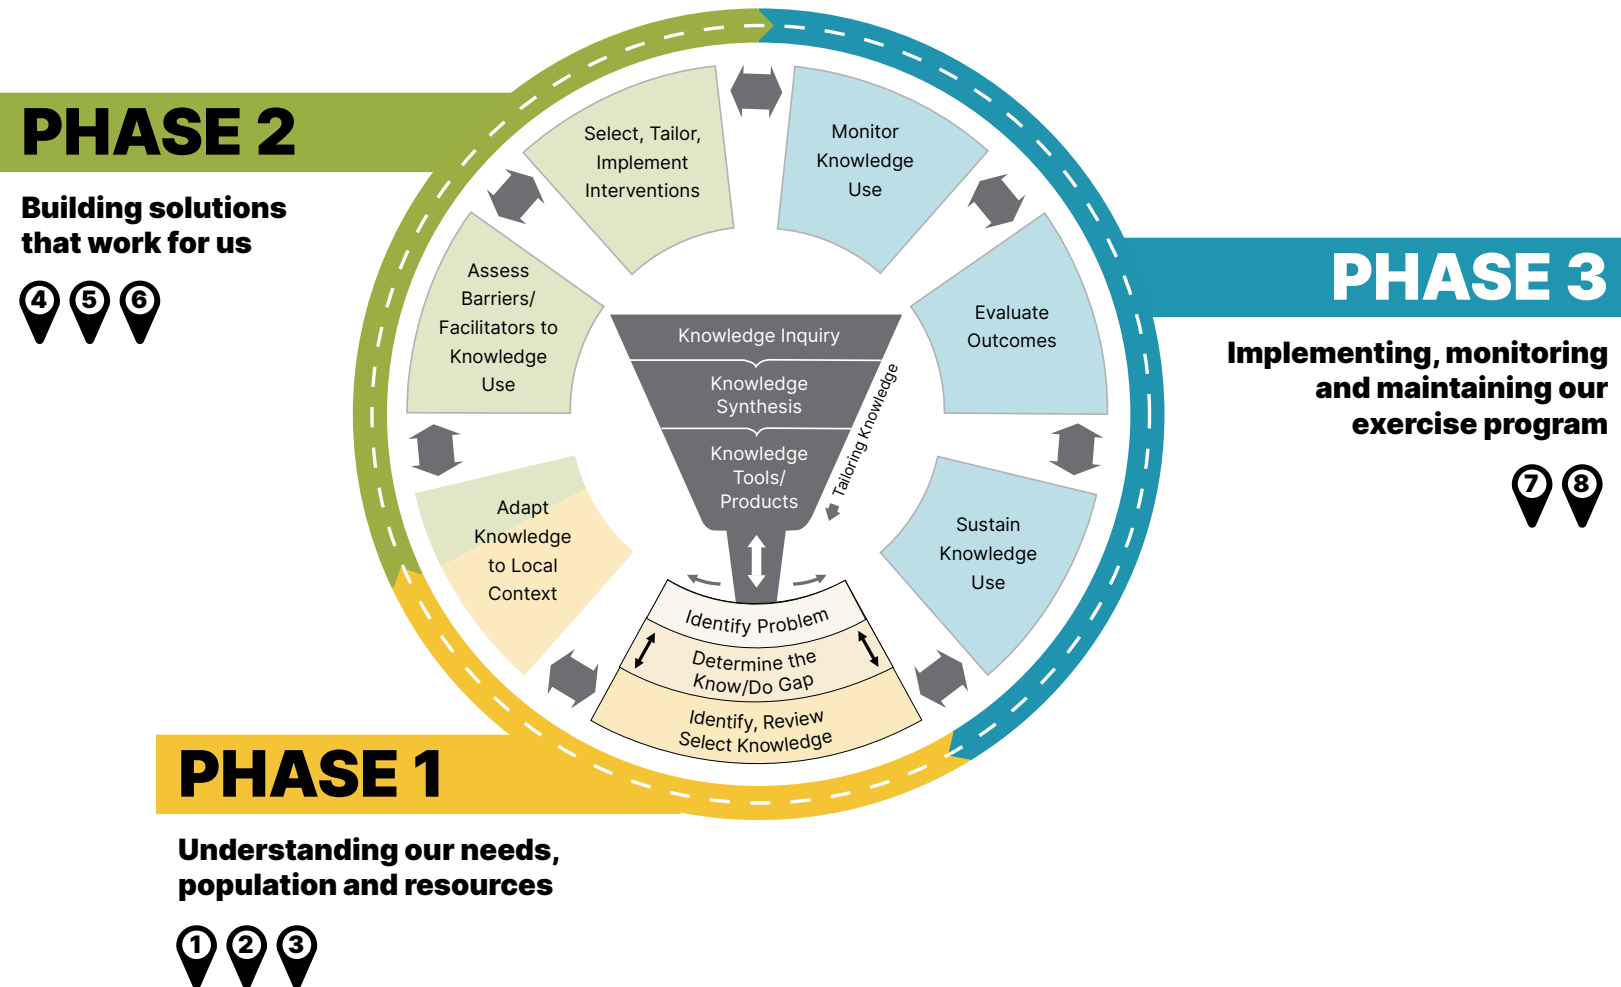 PHASE 2
Building solutions
that work for us
4 5 6
Select, Tailor,
Implement
Interventions
Monitor
Knowledge
Use
Assess
Barriers/
Facilitators to
Knowledge
Use
Evaluate
Outcomes
PHASE 3
Implementing, monitoring
and maintaining our
exercise program
7 8
Knowledge Inquiry
Knowledge
Synthesis
Knowledge
Tools/
Products
Tailoring Knowledge
Adapt
Knowledge
to Local
Context
Sustain
Knowledge
Use
Identify Problem
Determine the
Know/Do Gap
Identify, Review
Select Knowledge
PHASE 1
Understanding our needs,
population and resources
1 2 3